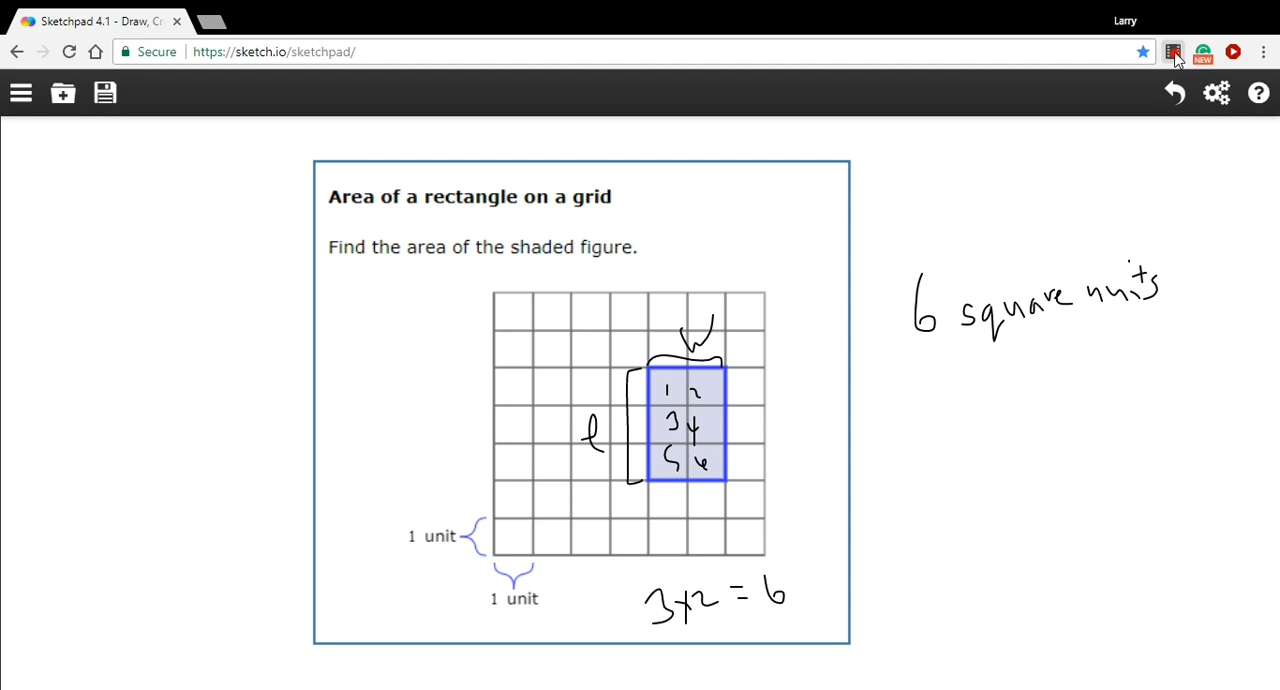 Sketchpad 4.1 - Draw, Cr
Larry
Secure https://sketch.io/sketchpad/
NEW
Area of a rectangle on a grid
Find the area of the shaded figure.
6 square units
w
1 2
l
3 4
5 6
1 unit
1 unit
3x2 = 6